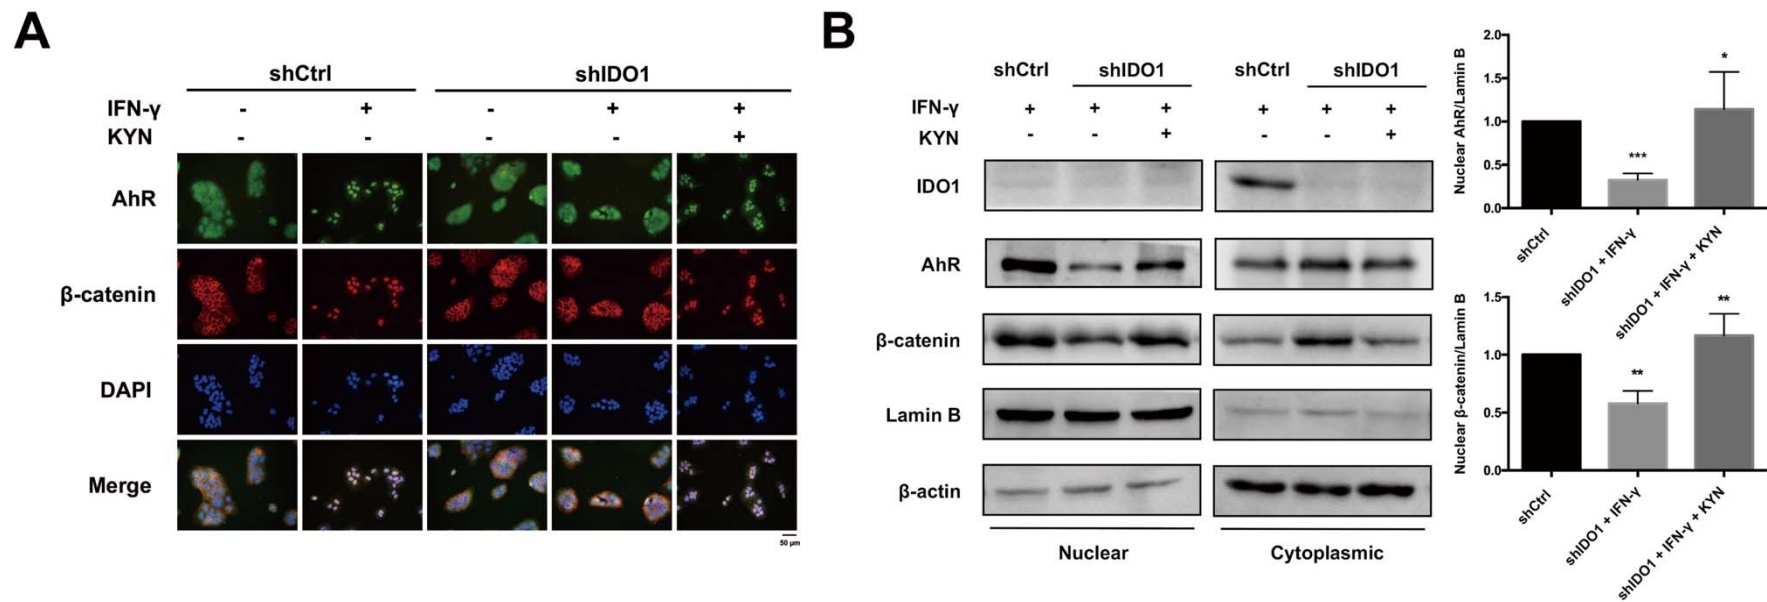 A
shCtrl shIDO1
IFN-γ - + - + +
KYN - - - - +
AhR
β-catenin
DAPI
Merge
50 μm
B
shCtrl shIDO1 shCtrl shIDO1
IFN-γ + + + + + +
KYN - - + - - +
IDO1
AhR
β-catenin
Lamin B
β-actin
Nuclear Cytoplasmic
Nuclear AhR/Lamin B
2.0
1.5
1.0
0.5
0.0
***
*
shCtrl
shIDO1 + IFN-γ
shIDO1 + IFN-γ + KYN
Nuclear β-catenin/Lamin B
1.5
1.0
0.5
0.0
**
**
shCtrl
shIDO1 + IFN-γ
shIDO1 + IFN-γ + KYN